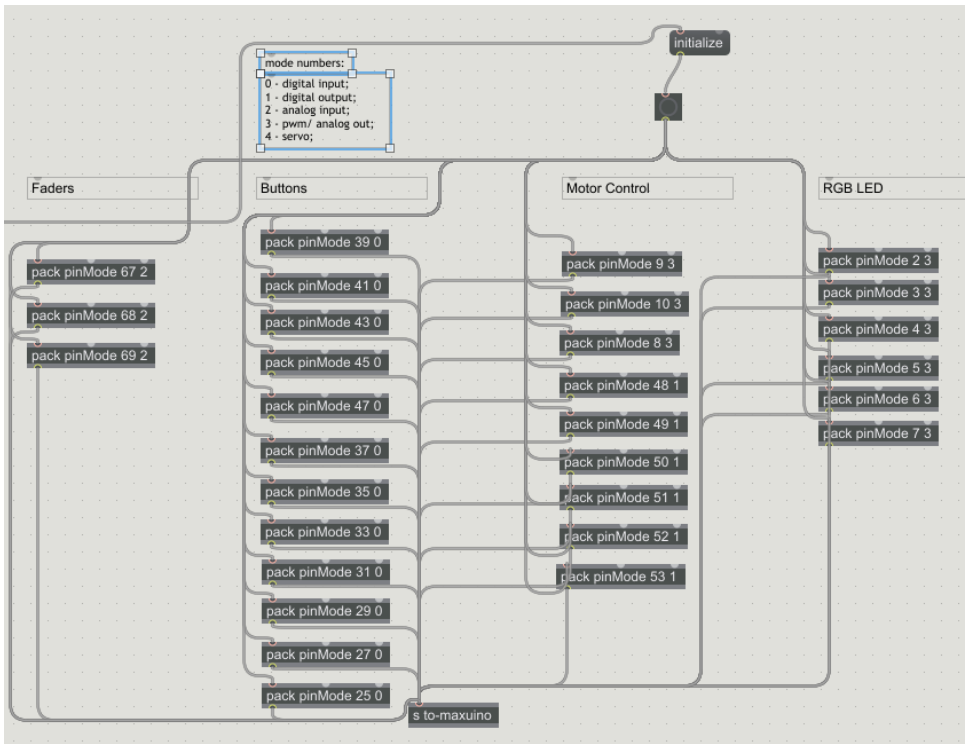 initialize
mode numbers:
0 - digital input;
1 - digital output;
2 - analog input;
3 - pwm/ analog out;
4 - servo;
Faders
pack pinMode 67 2
pack pinMode 68 2
pack pinMode 69 2
Buttons
pack pinMode 39 0
pack pinMode 41 0
pack pinMode 43 0
pack pinMode 45 0
pack pinMode 47 0
pack pinMode 37 0
pack pinMode 35 0
pack pinMode 33 0
pack pinMode 31 0
pack pinMode 29 0
pack pinMode 27 0
pack pinMode 25 0
Motor Control
pack pinMode 9 3
pack pinMode 10 3
pack pinMode 8 3
pack pinMode 48 1
pack pinMode 49 1
pack pinMode 50 1
pack pinMode 51 1
pack pinMode 52 1
pack pinMode 53 1
RGB LED
pack pinMode 2 3
pack pinMode 3 3
pack pinMode 4 3
pack pinMode 5 3
pack pinMode 6 3
pack pinMode 7 3
s to-maxuino